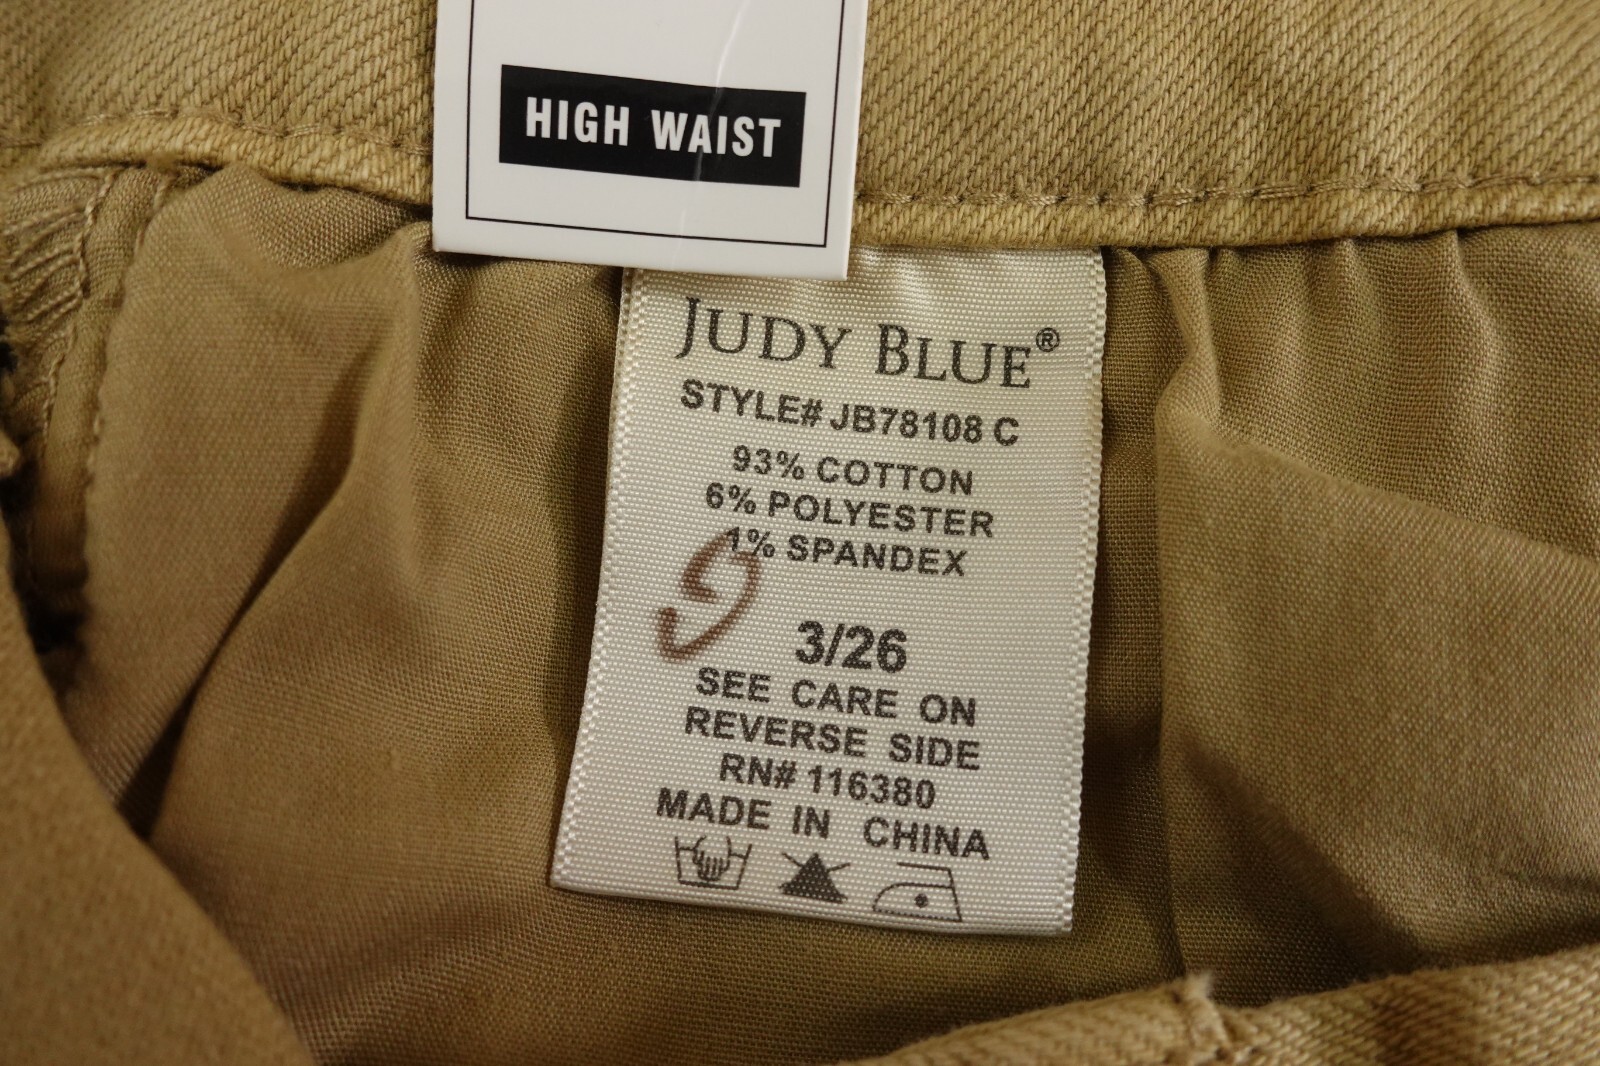 HIGH WAIST
JUDY BLUE®
STYLE# JB78108 C
93% COTTON
6% POLYESTER
1% SPANDEX
3/26
SEE CARE ON
REVERSE SIDE
RN# 116380
MADE IN CHINA